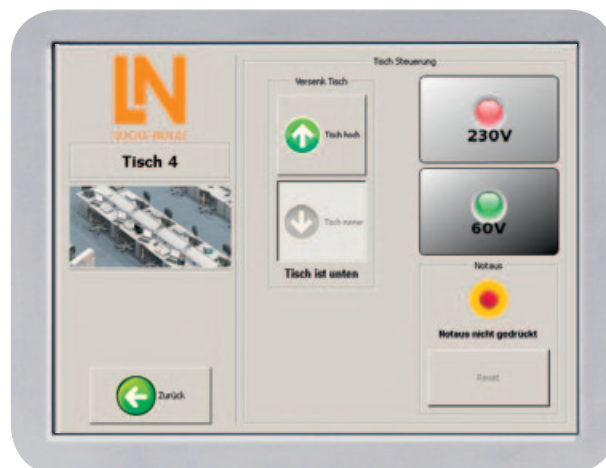 LN
LUCAS-NÜLLE
Tisch 4
Zurück
Tisch Steuerung
Versenk Tisch
Tisch hoch
Tisch runter
Tisch ist unten
230V
60V
Notaus
Notaus nicht gedrückt
Reset